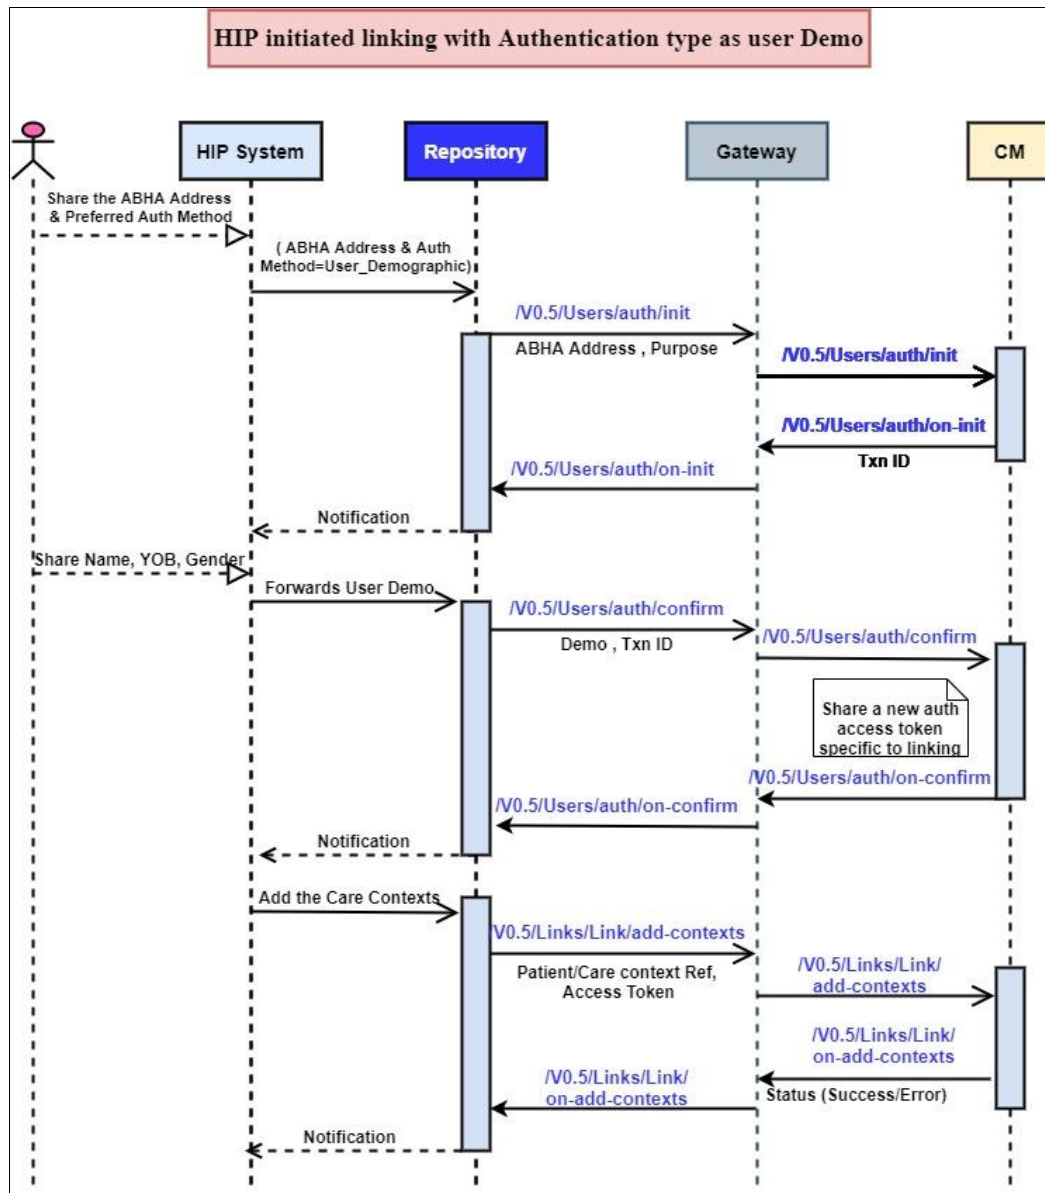 HIP initiated linking with Authentication type as user Demo
HIP System
Repository
Gateway
CM
Share the ABHA Address
& Preferred Auth Method
( ABHA Address & Auth
Method=User_Demographic)
/V0.5/Users/auth/init
ABHA Address , Purpose
/V0.5/Users/auth/init
/V0.5/Users/auth/on-init
Txn ID
/V0.5/Users/auth/on-init
Notification
Share Name, YOB, Gender
Forwards User Demo
/V0.5/Users/auth/confirm
Demo , Txn ID
/V0.5/Users/auth/confirm
Share a new auth
access token
specific to linking
/V0.5/Users/auth/on-confirm
/V0.5/Users/auth/on-confirm
Notification
Add the Care Contexts
/V0.5/Links/Link/add-contexts
Patient/Care context Ref,
Access Token
/V0.5/Links/Link/
add-contexts
/V0.5/Links/Link/
on-add-contexts
Status (Success/Error)
/V0.5/Links/Link/
on-add-contexts
Notification